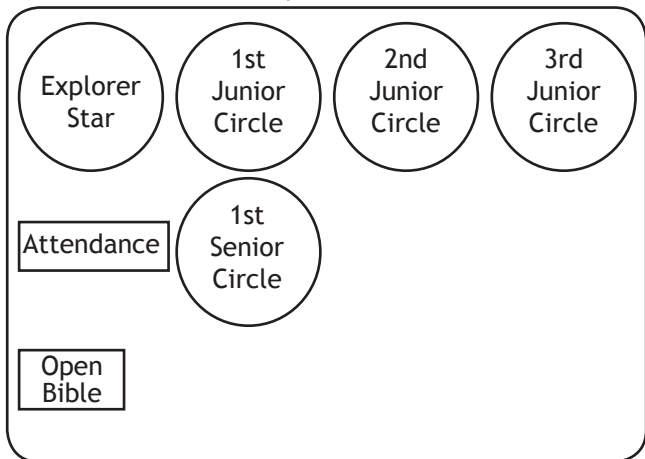 Explorer
Star
1st
Junior
Circle
2nd
Junior
Circle
3rd
Junior
Circle
Attendance
1st
Senior
Circle
Open
Bible